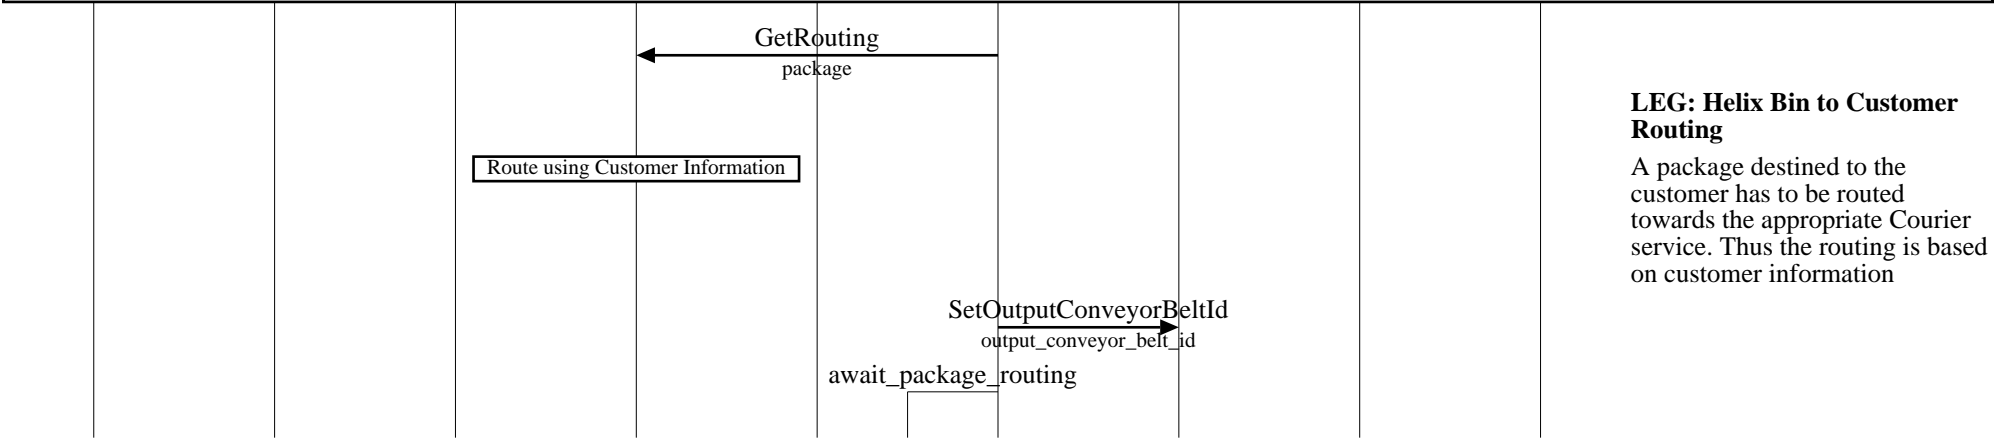 GetRouting
package
LEG: Helix Bin to Customer
Routing
Route using Customer Information
A package destined to the
customer has to be routed
towards the appropriate Courier
service. Thus the routing is based
on customer information
SetOutputConveyorBeltId
output_conveyor_belt_id
await_package_routing